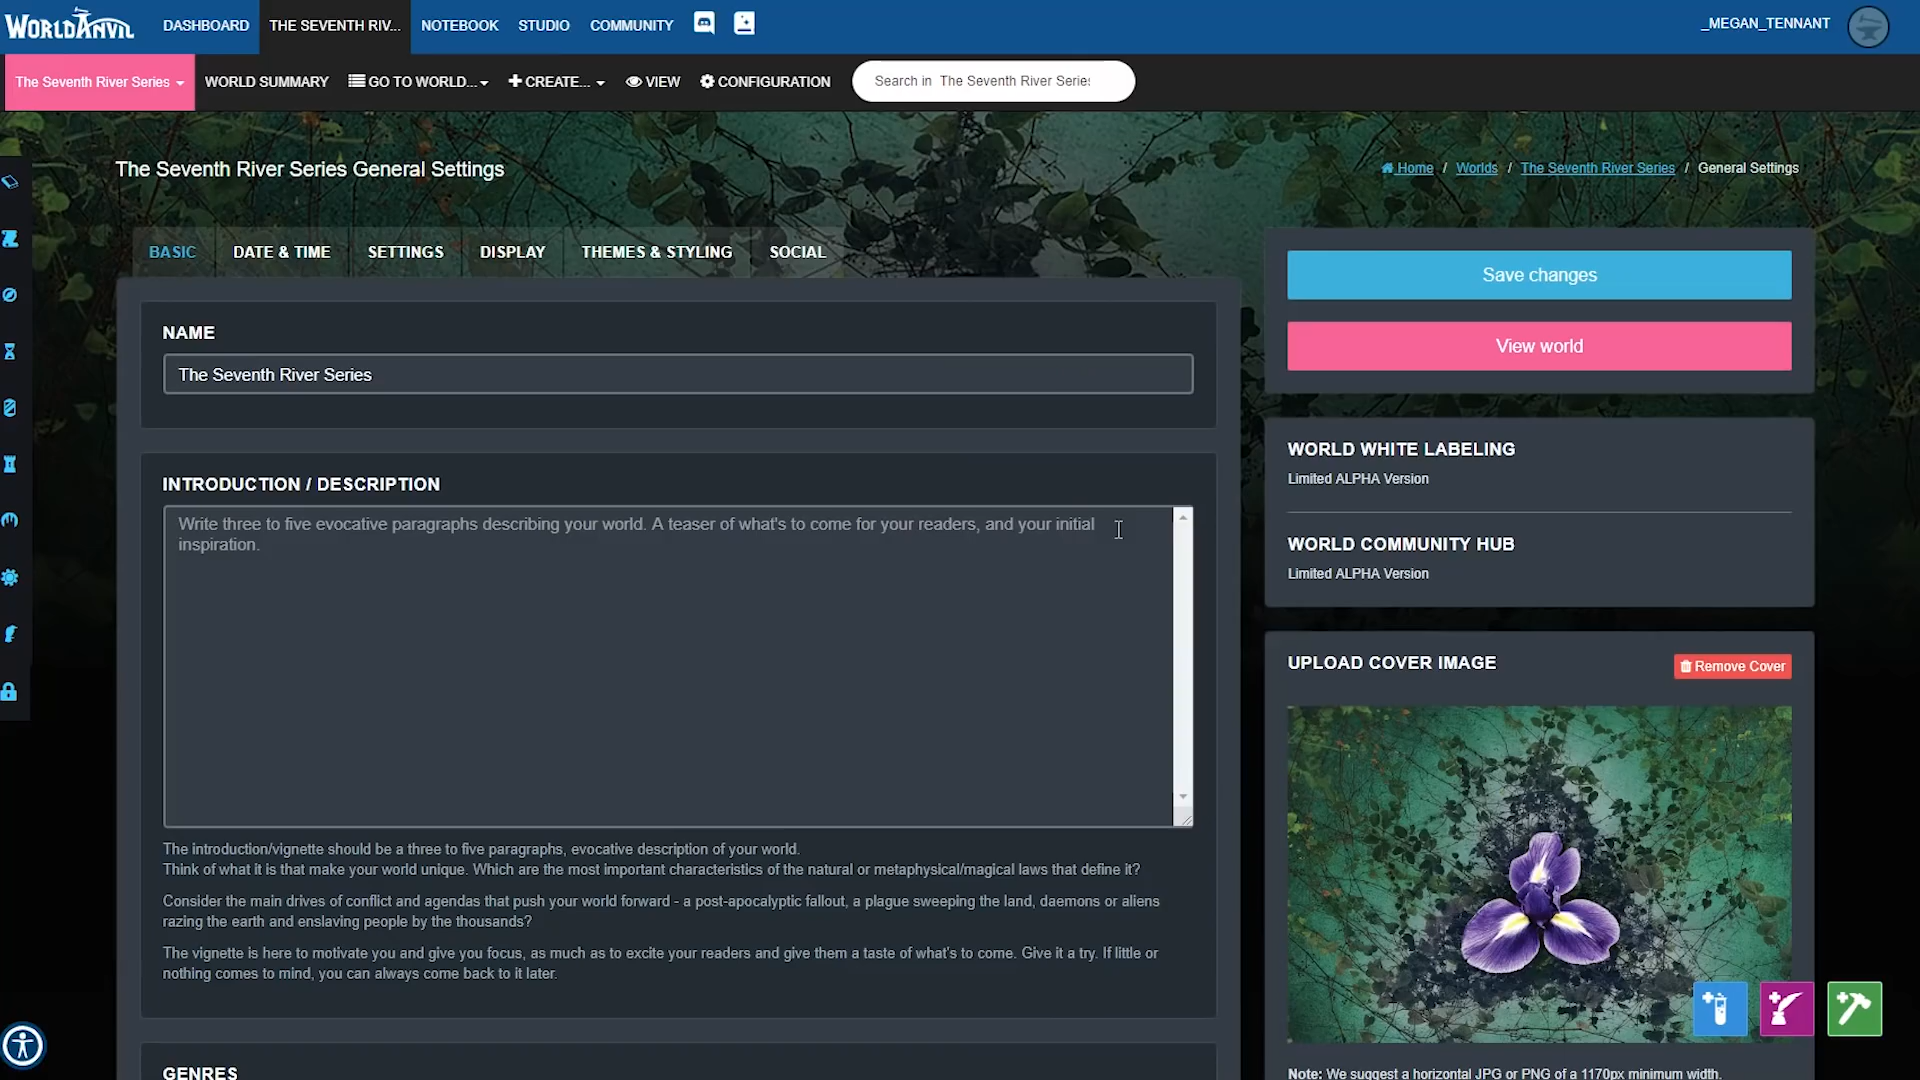 WORLDANVIL
DASHBOARD
THE SEVENTH RIV...
NOTEBOOK
STUDIO
COMMUNITY
_MEGAN_TENNANT
The Seventh River Series
WORLD SUMMARY
GO TO WORLD...
CREATE...
VIEW
CONFIGURATION
Search in The Seventh River Series
The Seventh River Series General Settings
Home / Worlds / The Seventh River Series / General Settings
BASIC
DATE & TIME
SETTINGS
DISPLAY
THEMES & STYLING
SOCIAL
NAME
The Seventh River Series
INTRODUCTION / DESCRIPTION
Write three to five evocative paragraphs describing your world. A teaser of what's to come for your readers, and your initial
inspiration.
The introduction/vignette should be a three to five paragraphs, evocative description of your world.
Think of what it is that make your world unique. Which are the most important characteristics of the natural or metaphysical/magical laws that define it?
Consider the main drives of conflict and agendas that push your world forward - a post-apocalyptic fallout, a plague sweeping the land, daemons or aliens
razing the earth and enslaving people by the thousands?
The vignette is here to motivate you and give you focus, as much as to excite your readers and give them a taste of what's to come. Give it a try. If little or
nothing comes to mind, you can always come back to it later.
GENRES
Save changes
View world
WORLD WHITE LABELING
Limited ALPHA Version
WORLD COMMUNITY HUB
Limited ALPHA Version
UPLOAD COVER IMAGE
Remove Cover
Note: We suggest a horizontal JPG or PNG of a 1170px minimum width.